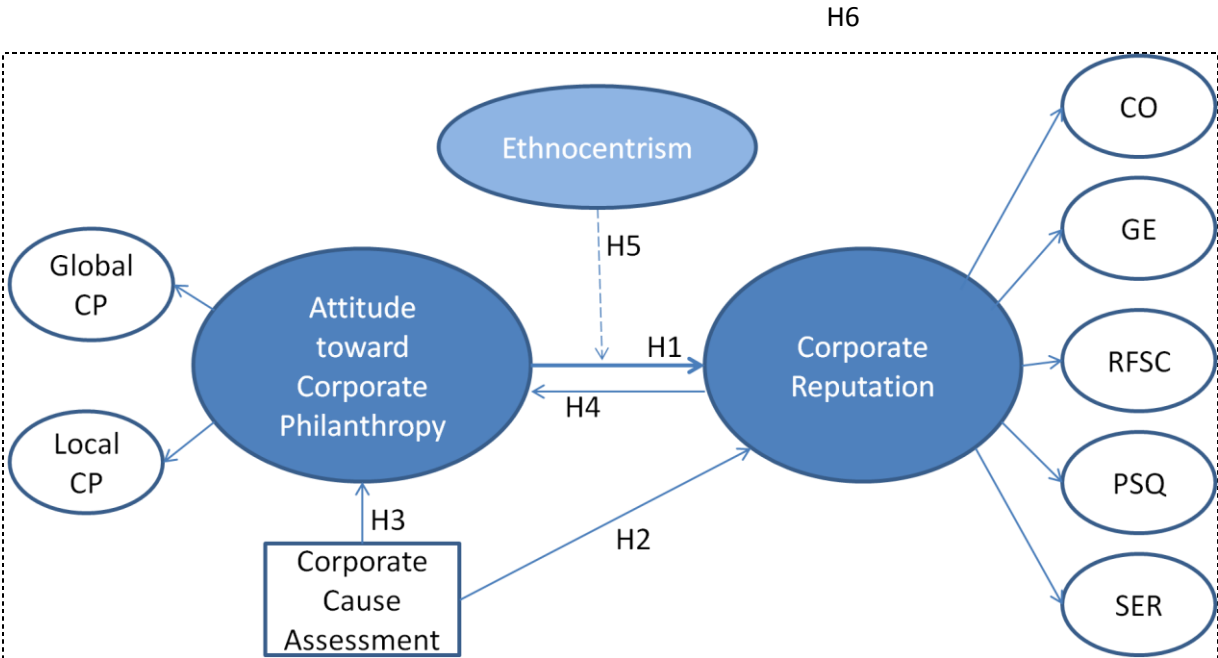 H6
CO
Ethnocentrism
GE
H5
Global
CP
Attitude
toward
Corporate
Philanthropy
H1
H4
Corporate
Reputation
RFSC
Local
CP
PSQ
H3
H2
Corporate
Cause
Assessment
SER